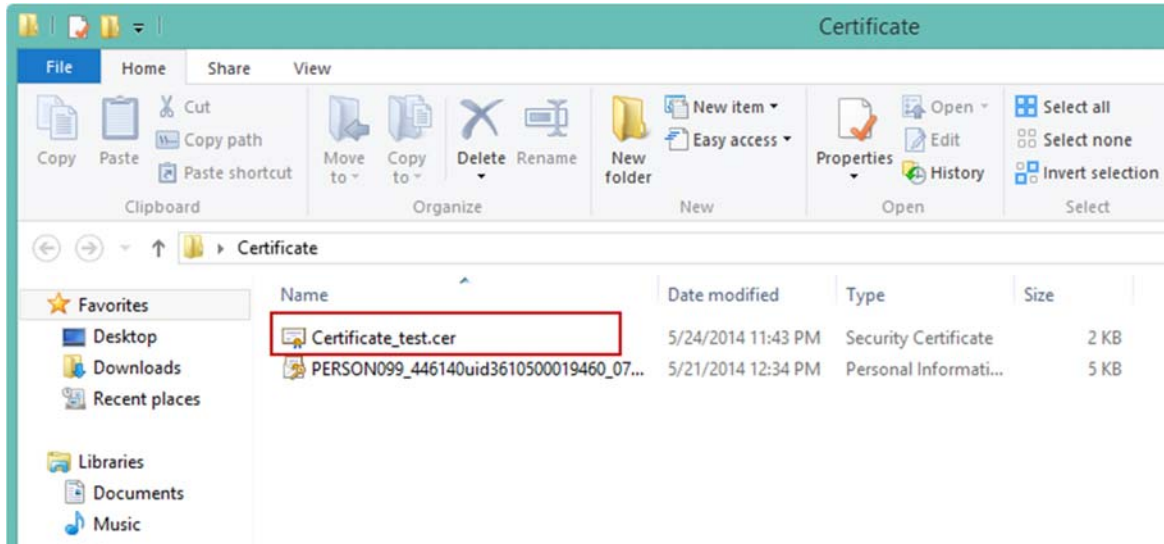 Certificate
File Home Share View
Copy
Paste
Cut
Copy path
Paste shortcut
Clipboard
Move to
Copy to
Delete
Rename
Organize
New folder
New item
Easy access
New
Properties
Open
Edit
History
Open
Select all
Select none
Invert selection
Select
Certificate
Favorites
Desktop
Downloads
Recent places
Libraries
Documents
Music
Name Date modified Type Size
Certificate_test.cer 5/24/2014 11:43 PM Security Certificate 2 KB
PERSON099_446140uid3610500019460_07... 5/21/2014 12:34 PM Personal Informati... 5 KB